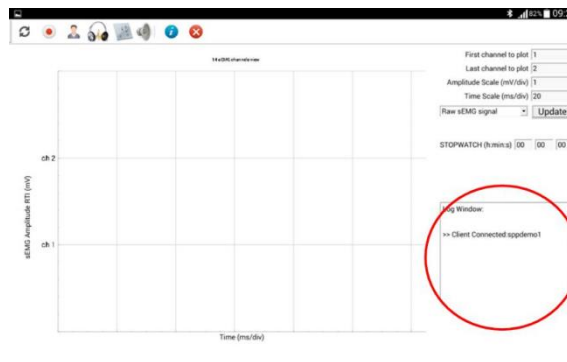 82% 09:
First channel to plot 1
Last channel to plot 2
Amplitude Scale (mV/div) 1
Time Scale (ms/div) 20
Raw sEMG signal Update
STOPWATCH (h:min:s) 00 00 00
ch 2
sEMG Amplitude RTI (mV)
ch 1
Log Window:
>> Client Connected:sppdemo1
Time (ms/div)